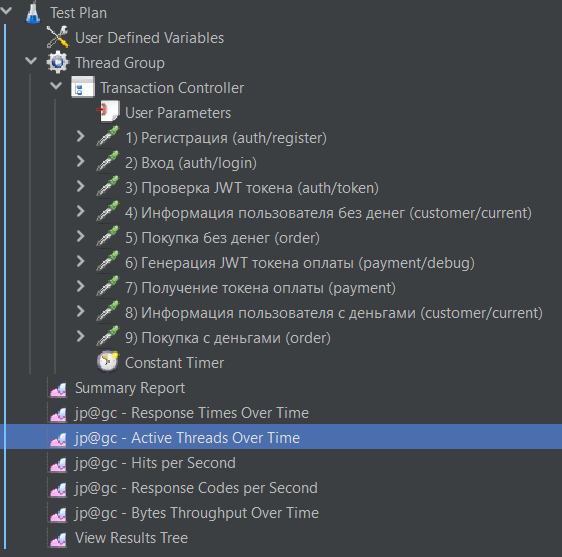 Test Plan
User Defined Variables
Thread Group
Transaction Controller
User Parameters
1) Регистрация (auth/register)
2) Вход (auth/login)
3) Проверка JWT токена (auth/token)
4) Информация пользователя без денег (customer/current)
5) Покупка без денег (order)
6) Генерация JWT токена оплаты (payment/debug)
7) Получение токена оплаты (payment)
8) Информация пользователя с деньгами (customer/current)
9) Покупка с деньгами (order)
Constant Timer
Summary Report
jp@gc - Response Times Over Time
jp@gc - Active Threads Over Time
jp@gc - Hits per Second
jp@gc - Response Codes per Second
jp@gc - Bytes Throughput Over Time
View Results Tree